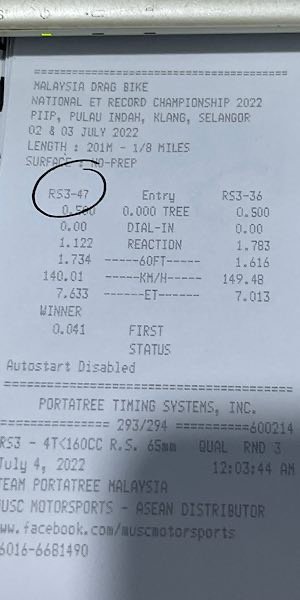 MALAYSIA DRAG BIKE
NATIONAL ET RECORD CHAMPIONSHIP 2022
PIIP, PULAU INDAH, KLANG, SELANGOR
02 & 03 JULY 2022
LENGTH : 201M - 1/8 MILES
SURFACE : NO-PREP
RS3-47 Entry RS3-36
0.500 0.000 TREE 0.500
0.00 DIAL-IN 0.00
1.122 REACTION 1.783
1.734 -----60FT----- 1.616
140.01 -----KM/H----- 149.48
7.633 ------ET------ 7.013
WINNER
0.041 FIRST
STATUS
Autostart Disabled
PORTATREE TIMING SYSTEMS, INC.
=============== 293/294 ==========600214
RS3 - 4T<160CC R.S. 65mm QUAL RND 3
July 4, 2022 12:03:44 AM
TEAM PORTATREE MALAYSIA
MUSC MOTORSPORTS - ASEAN DISTRIBUTOR
www.facebook.com/muscmotorsports
6016-6681490